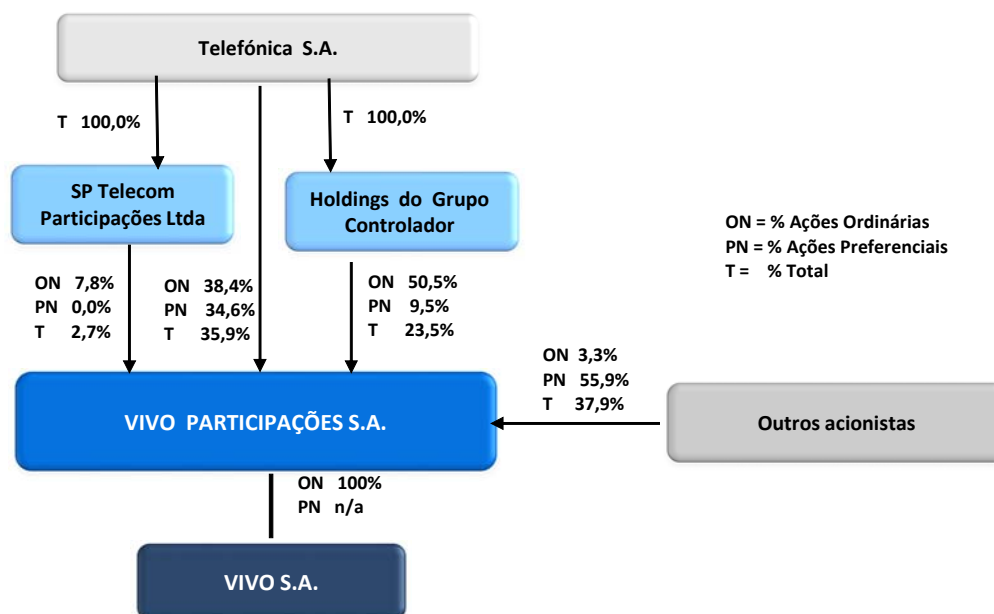 Telefónica S.A.
T 100,0%
T 100,0%
SP Telecom
Participações Ltda
Holdings do Grupo
Controlador
ON = % Ações Ordinárias
PN = % Ações Preferenciais
T = % Total
ON 7,8%
PN 0,0%
T 2,7%
ON 38,4%
PN 34,6%
T 35,9%
ON 50,5%
PN 9,5%
T 23,5%
ON 3,3%
PN 55,9%
T 37,9%
VIVO PARTICIPAÇÕES S.A.
Outros acionistas
ON 100%
PN n/a
VIVO S.A.